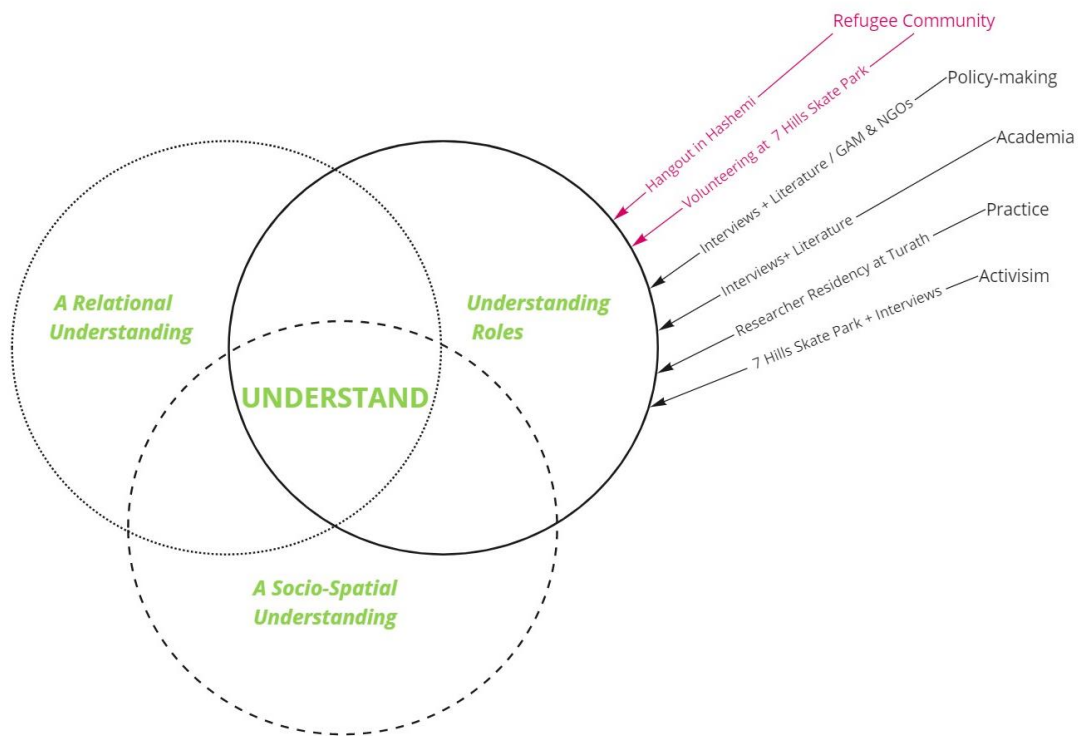 Refugee Community
Hangout in Hashemi
Volunteering at 7 Hills Skate Park
Policy-making
Interviews + Literature / GAM & NGOs
Academia
Interviews+ Literature
Practice
Researcher Residency at Turath
Activisim
7 Hills Skate Park + Interviews
A Relational
Understanding
Understanding
Roles
UNDERSTAND
A Socio-Spatial
Understanding